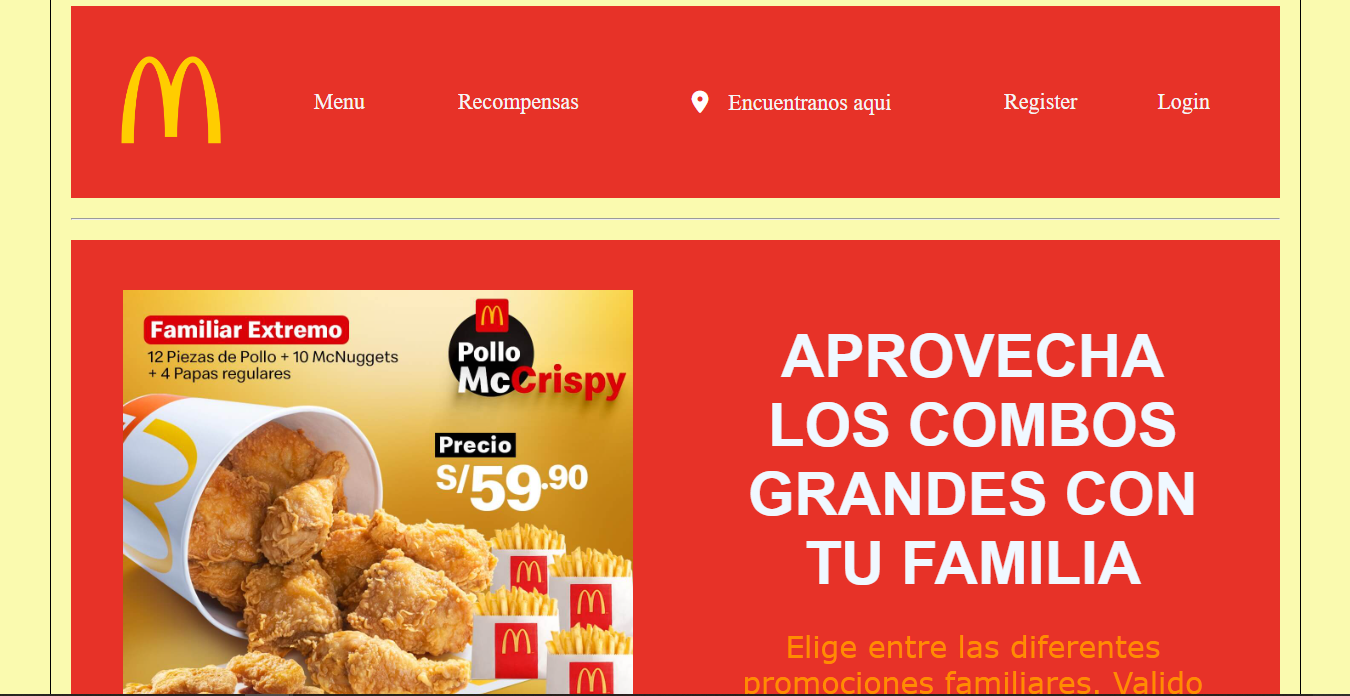 Menu
Recompensas
Encuentranos aqui
Register
Login
Familiar Extremo
12 Piezas de Pollo + 10 McNuggets
+ 4 Papas regulares
Pollo
McCrispy
Precio
S/59.90
APROVECHA
LOS COMBOS
GRANDES CON
TU FAMILIA
Elige entre las diferentes
promociones familiares. Valido